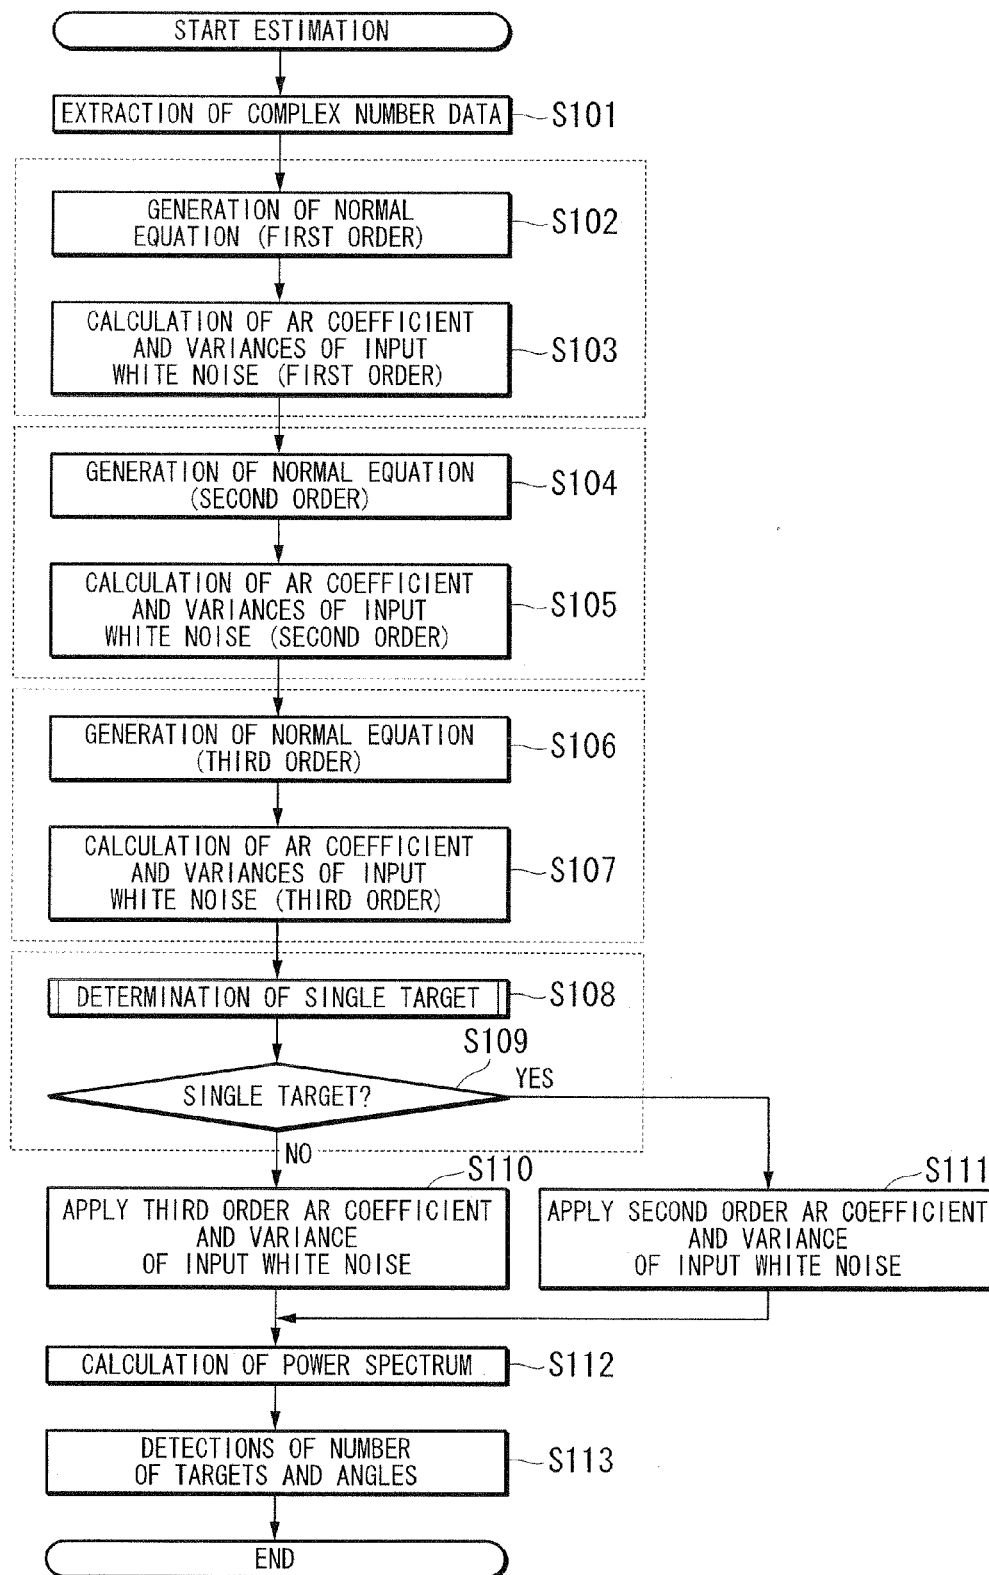 START ESTIMATION
EXTRACTION OF COMPLEX NUMBER DATA
S101
GENERATION OF NORMAL
EQUATION (FIRST ORDER)
S102
CALCULATION OF AR COEFFICIENT
AND VARIANCES OF INPUT
WHITE NOISE (FIRST ORDER)
S103
GENERATION OF NORMAL EQUATION
(SECOND ORDER)
S104
CALCULATION OF AR COEFFICIENT
AND VARIANCES OF INPUT
WHITE NOISE (SECOND ORDER)
S105
GENERATION OF NORMAL EQUATION
(THIRD ORDER)
S106
CALCULATION OF AR COEFFICIENT
AND VARIANCES OF INPUT
WHITE NOISE (THIRD ORDER)
S107
DETERMINATION OF SINGLE TARGET
S108
S109
SINGLE TARGET?
YES
NO
S110
APPLY THIRD ORDER AR COEFFICIENT
AND VARIANCE
OF INPUT WHITE NOISE
S111
APPLY SECOND ORDER AR COEFFICIENT
AND VARIANCE
OF INPUT WHITE NOISE
CALCULATION OF POWER SPECTRUM
S112
DETECTIONS OF NUMBER
OF TARGETS AND ANGLES
S113
END